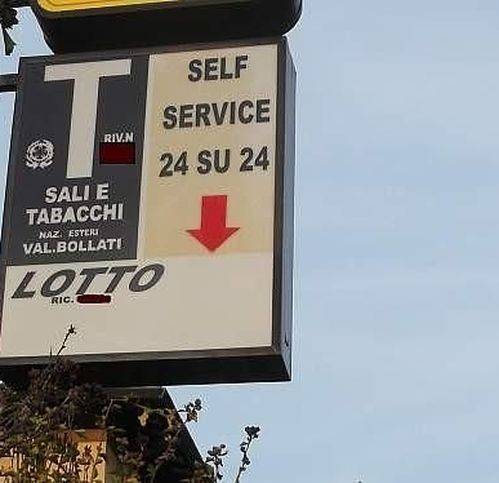 T
RIV.N
SALI E
TABACCHI
NAZ. ESTERI
VAL.BOLLATI
SELF
SERVICE
24 SU 24
LOTTO
RIC.